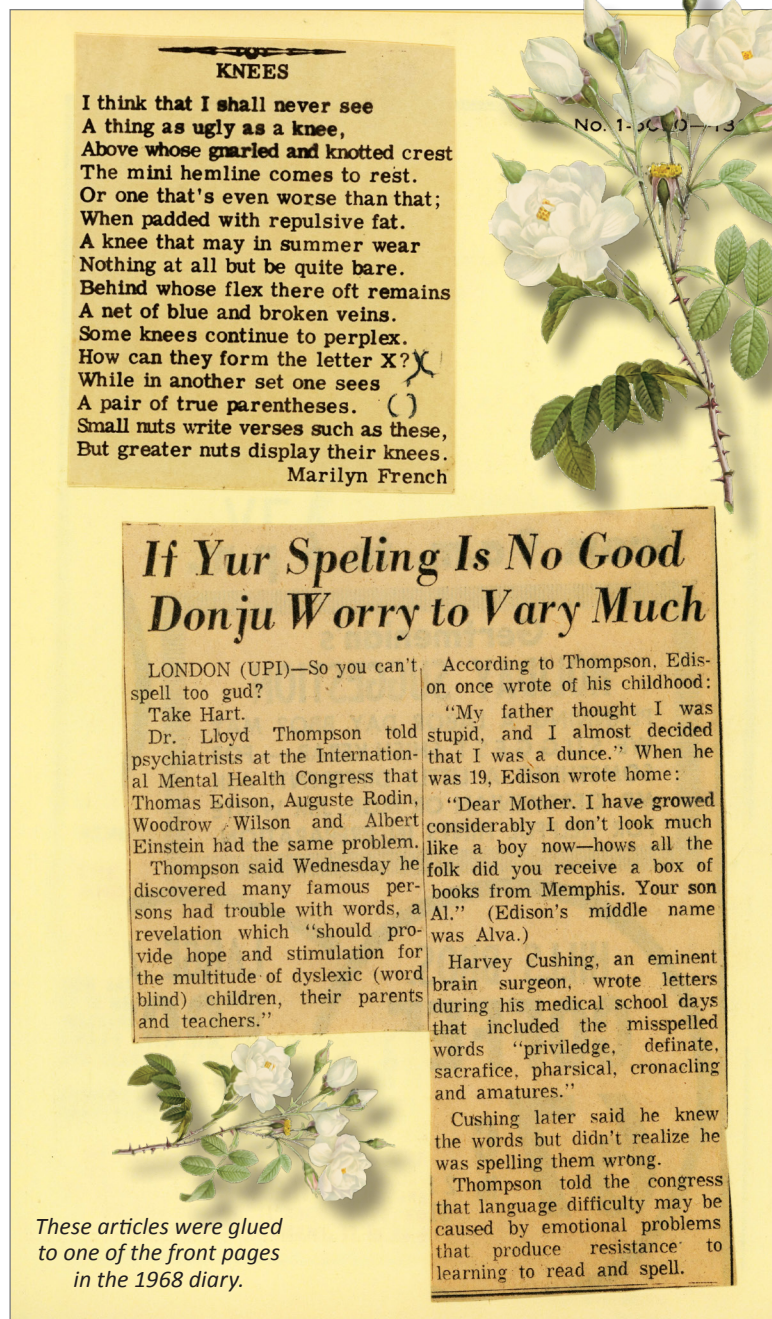 KNEES
I think that I shall never see
A thing as ugly as a knee,
Above whose gnarled and knotted crest
The mini hemline comes to rest.
Or one that's even worse than that;
When padded with repulsive fat.
A knee that may in summer wear
Nothing at all but be quite bare.
Behind whose flex there oft remains
A net of blue and broken veins.
Some knees continue to perplex.
How can they form the letter X? )(
While in another set one sees
A pair of true parentheses. ()
Small nuts write verses such as these,
But greater nuts display their knees.
Marilyn French
If Yur Speling Is No Good
Donju Worry to Vary Much
LONDON (UPI)—So you can't
spell too gud?
Take Hart.
Dr. Lloyd Thompson told
psychiatrists at the Internation-
al Mental Health Congress that
Thomas Edison, Auguste Rodin,
Woodrow Wilson and Albert
Einstein had the same problem.
Thompson said Wednesday he
discovered many famous per-
sons had trouble with words, a
revelation which “should pro-
vide hope and stimulation for
the multitude of dyslexic (word
blind) children, their parents
and teachers.”
According to Thompson, Edis-
on once wrote of his childhood:
“My father thought I was
stupid, and I almost decided
that I was a dunce.” When he
was 19, Edison wrote home:
“Dear Mother. I have growed
considerably I don't look much
like a boy now—hows all the
folk did you receive a box of
books from Memphis. Your son
Al.” (Edison's middle name
was Alva.)
Harvey Cushing, an eminent
brain surgeon, wrote letters
during his medical school days
that included the misspelled
words “priviledge, definate,
sacrafice, pharsical, cronacling
and amatures.”
Cushing later said he knew
the words but didn't realize he
was spelling them wrong.
Thompson told the congress
that language difficulty may be
caused by emotional problems
that produce resistance to
learning to read and spell.
These articles were glued
to one of the front pages
in the 1968 diary.
No.